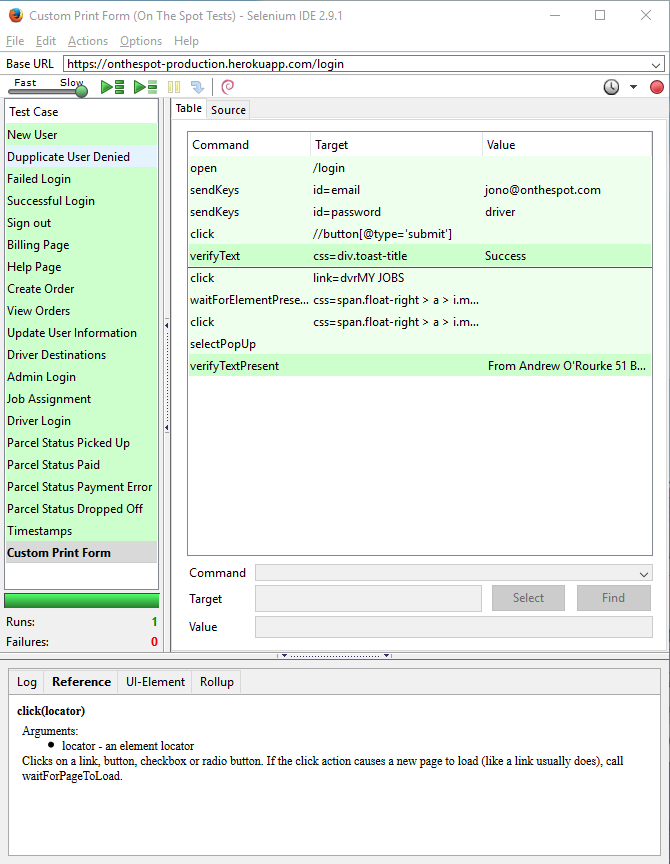 Custom Print Form (On The Spot Tests) - Selenium IDE 2.9.1
File Edit Actions Options Help
Base URL https://onthespot-production.herokuapp.com/login
Fast Slow
Test Case
New User
Dupplicate User Denied
Failed Login
Successful Login
Sign out
Billing Page
Help Page
Create Order
View Orders
Update User Information
Driver Destinations
Admin Login
Job Assignment
Driver Login
Parcel Status Picked Up
Parcel Status Paid
Parcel Status Payment Error
Parcel Status Dropped Off
Timestamps
Custom Print Form
Runs: 1
Failures: 0
Table Source
Command Target Value
open /login
sendKeys id=email jono@onthespot.com
sendKeys id=password driver
click //button[@type='submit']
verifyText css=div.toast-title Success
click link=dvrMY JOBS
waitForElementPrese... css=span.float-right > a > i.m...
click css=span.float-right > a > i.m...
selectPopUp
verifyTextPresent From Andrew O'Rourke 51 B...
Command
Target Select Find
Value
Log Reference UI-Element Rollup
click(locator)
Arguments:
• locator - an element locator
Clicks on a link, button, checkbox or radio button. If the click action causes a new page to load (like a link usually does), call
waitForPageToLoad.